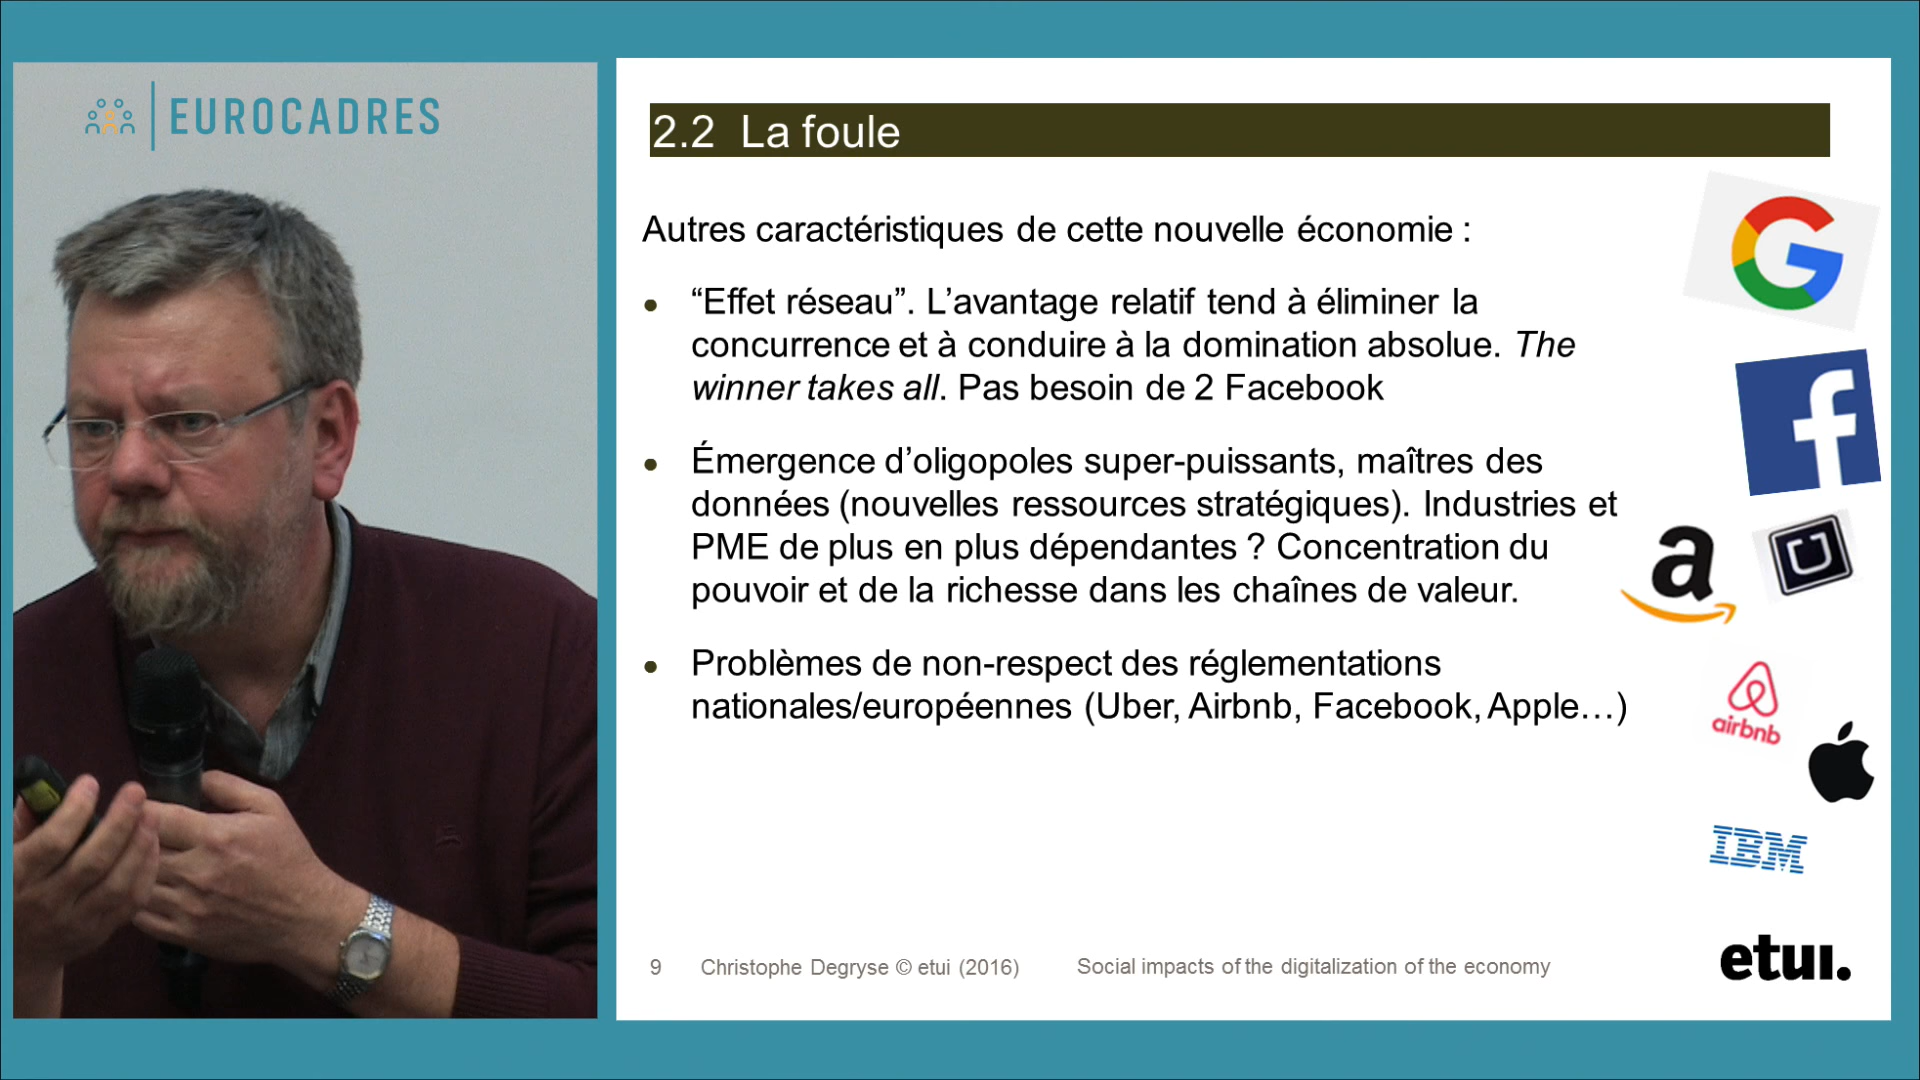 EUROCADRES
2.2 La foule
Autres caractéristiques de cette nouvelle économie :
• “Effet réseau”. L’avantage relatif tend à éliminer la
concurrence et à conduire à la domination absolue. The
winner takes all. Pas besoin de 2 Facebook
• Émergence d’oligopoles super-puissants, maîtres des
données (nouvelles ressources stratégiques). Industries et
PME de plus en plus dépendantes ? Concentration du
pouvoir et de la richesse dans les chaînes de valeur.
• Problèmes de non-respect des réglementations
nationales/européennes (Uber, Airbnb, Facebook, Apple…)
G
f
a
U
airbnb
IBM
9 Christophe Degryse © etui (2016) Social impacts of the digitalization of the economy
etui.